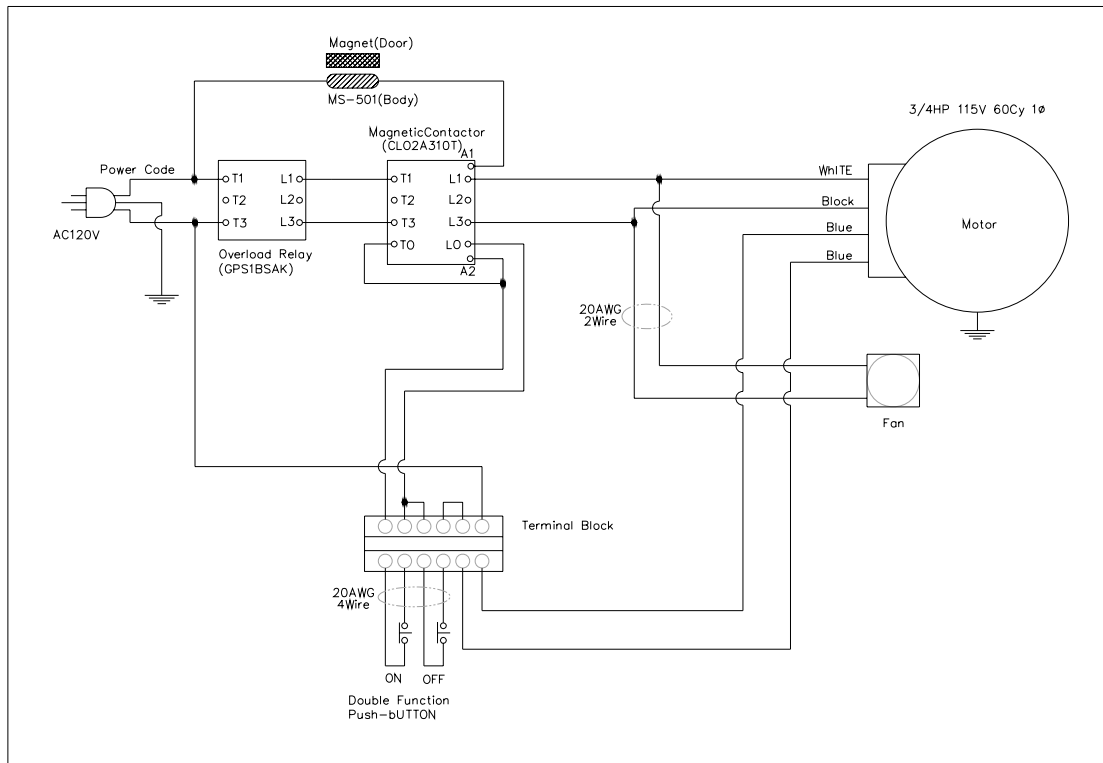 Magnet(Door)
MS-501(Body)
3/4HP 115V 60Cy 1ø
MagneticContactor
(CLO2A310T)
A1
Power Code
T1
L1
T1
L1
WhITE
T2
L2
T2
L2
Block
T3
L3
T3
L3
Motor
AC120V
TO
LO
Blue
Overload Relay
(GPS1BSAK)
A2
Blue
20AWG
2Wire
Fan
Terminal Block
20AWG
4Wire
ON
OFF
Double Function
Push-bUTTON